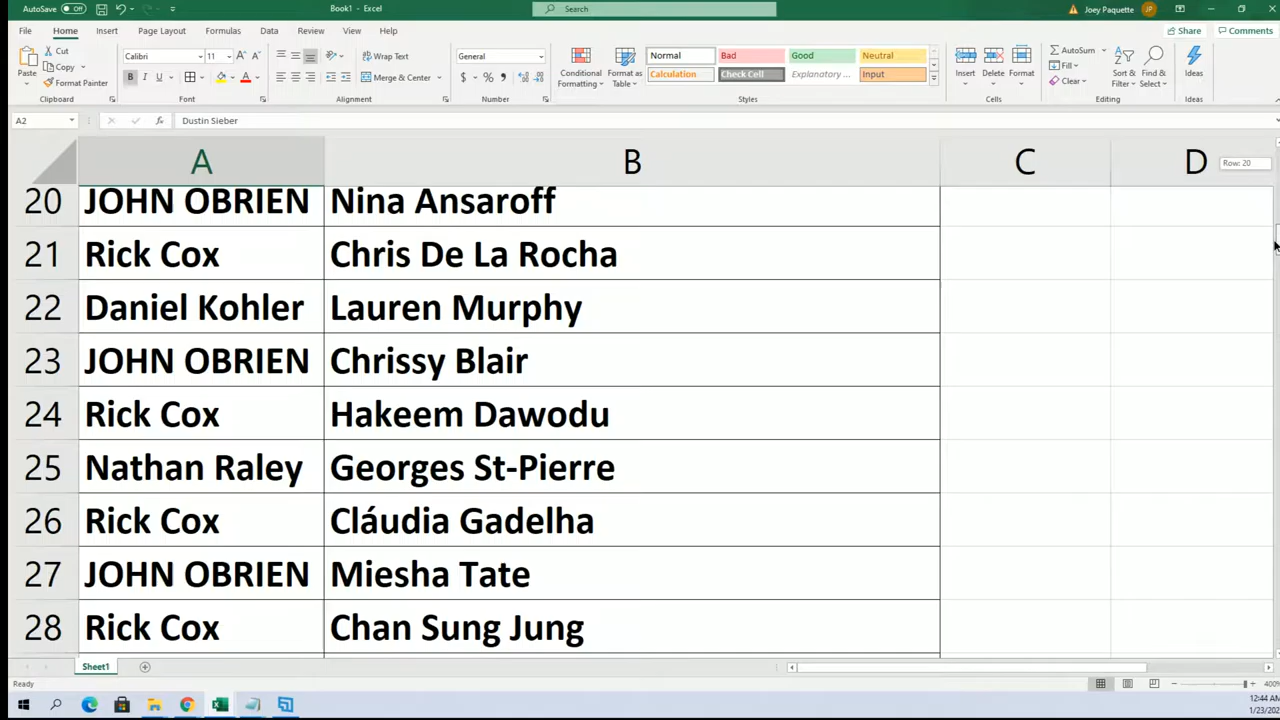 AutoSave Off Book1 - Excel Search Joey Paquette JP
File Home Insert Page Layout Formulas Data Review View Help Share Comments
Paste Cut Copy Format Painter Clipboard
Calibri 11 B I U Font
Wrap Text Merge & Center Alignment
General $ % Number
Conditional Formatting Format as Table
Normal Bad Good Neutral
Calculation Check Cell Explanatory ... Input
Styles
Insert Delete Format Cells
AutoSum Fill Clear Sort & Filter Find & Select Editing
Ideas Ideas
A2 fx Dustin Sieber
A B C D Row: 20
20 JOHN OBRIEN Nina Ansaroff
21 Rick Cox Chris De La Rocha
22 Daniel Kohler Lauren Murphy
23 JOHN OBRIEN Chrissy Blair
24 Rick Cox Hakeem Dawodu
25 Nathan Raley Georges St-Pierre
26 Rick Cox Cláudia Gadelha
27 JOHN OBRIEN Miesha Tate
28 Rick Cox Chan Sung Jung
Sheet1
Ready 400%
12:44 AM